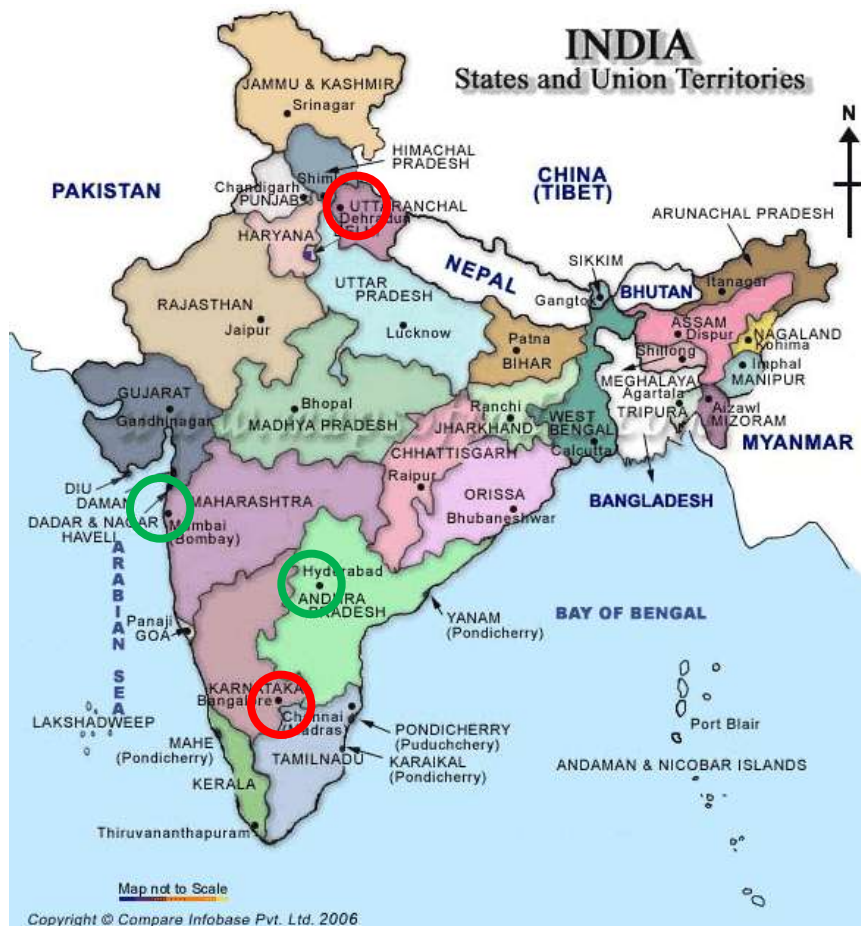 INDIA
States and Union Territories
N
JAMMU & KASHMIR
Srinagar
HIMACHAL
PRADESH
CHINA
(TIBET)
PAKISTAN
Chandigarh
PUNJAB
UTTARANCHAL
Dehradun
HARYANA
ARUNACHAL PRADESH
NEPAL
SIKKIM
Gangtok
BHUTAN
Itanagar
RAJASTHAN
Jaipur
UTTAR
PRADESH
Lucknow
Patna
BIHAR
ASSAM
Dispur
NAGALAND
Kohima
Shillong
MEGHALAYA
Imphal
MANIPUR
Agartala
TRIPURA
Aizawl
MIZORAM
MYANMAR
GUJARAT
Gandhinagar
Bhopal
MADHYA PRADESH
Ranchi
JHARKHAND
WEST
BENGAL
Calcutta
CHHATTISGARH
Raipur
ORISSA
Bhubaneshwar
BANGLADESH
DIU
DAMAN
DADAR & NAGAR
HAVELI
MAHARASHTRA
Mumbai
(Bombay)
ARABIAN SEA
Hyderabad
ANDHRA
PRADESH
YANAM
(Pondicherry)
BAY OF BENGAL
Panaji
GOA
KARNATAKA
Bangalore
Chennai
(Madras)
LAKSHADWEEP
MAHE
(Pondicherry)
PONDICHERRY
(Puduchchery)
KARAIKAL
(Pondicherry)
TAMILNADU
KERALA
Thiruvananthapuram
Port Blair
ANDAMAN & NICOBAR ISLANDS
Map not to Scale
Copyright © Compare Infobase Pvt. Ltd. 2006